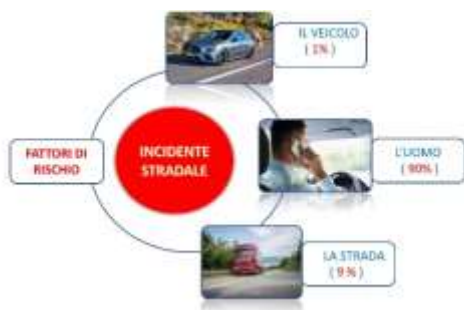 IL VEICOLO
( 1% )
FATTORI DI
RISCHIO
INCIDENTE
STRADALE
L'UOMO
( 90% )
LA STRADA
( 9 % )